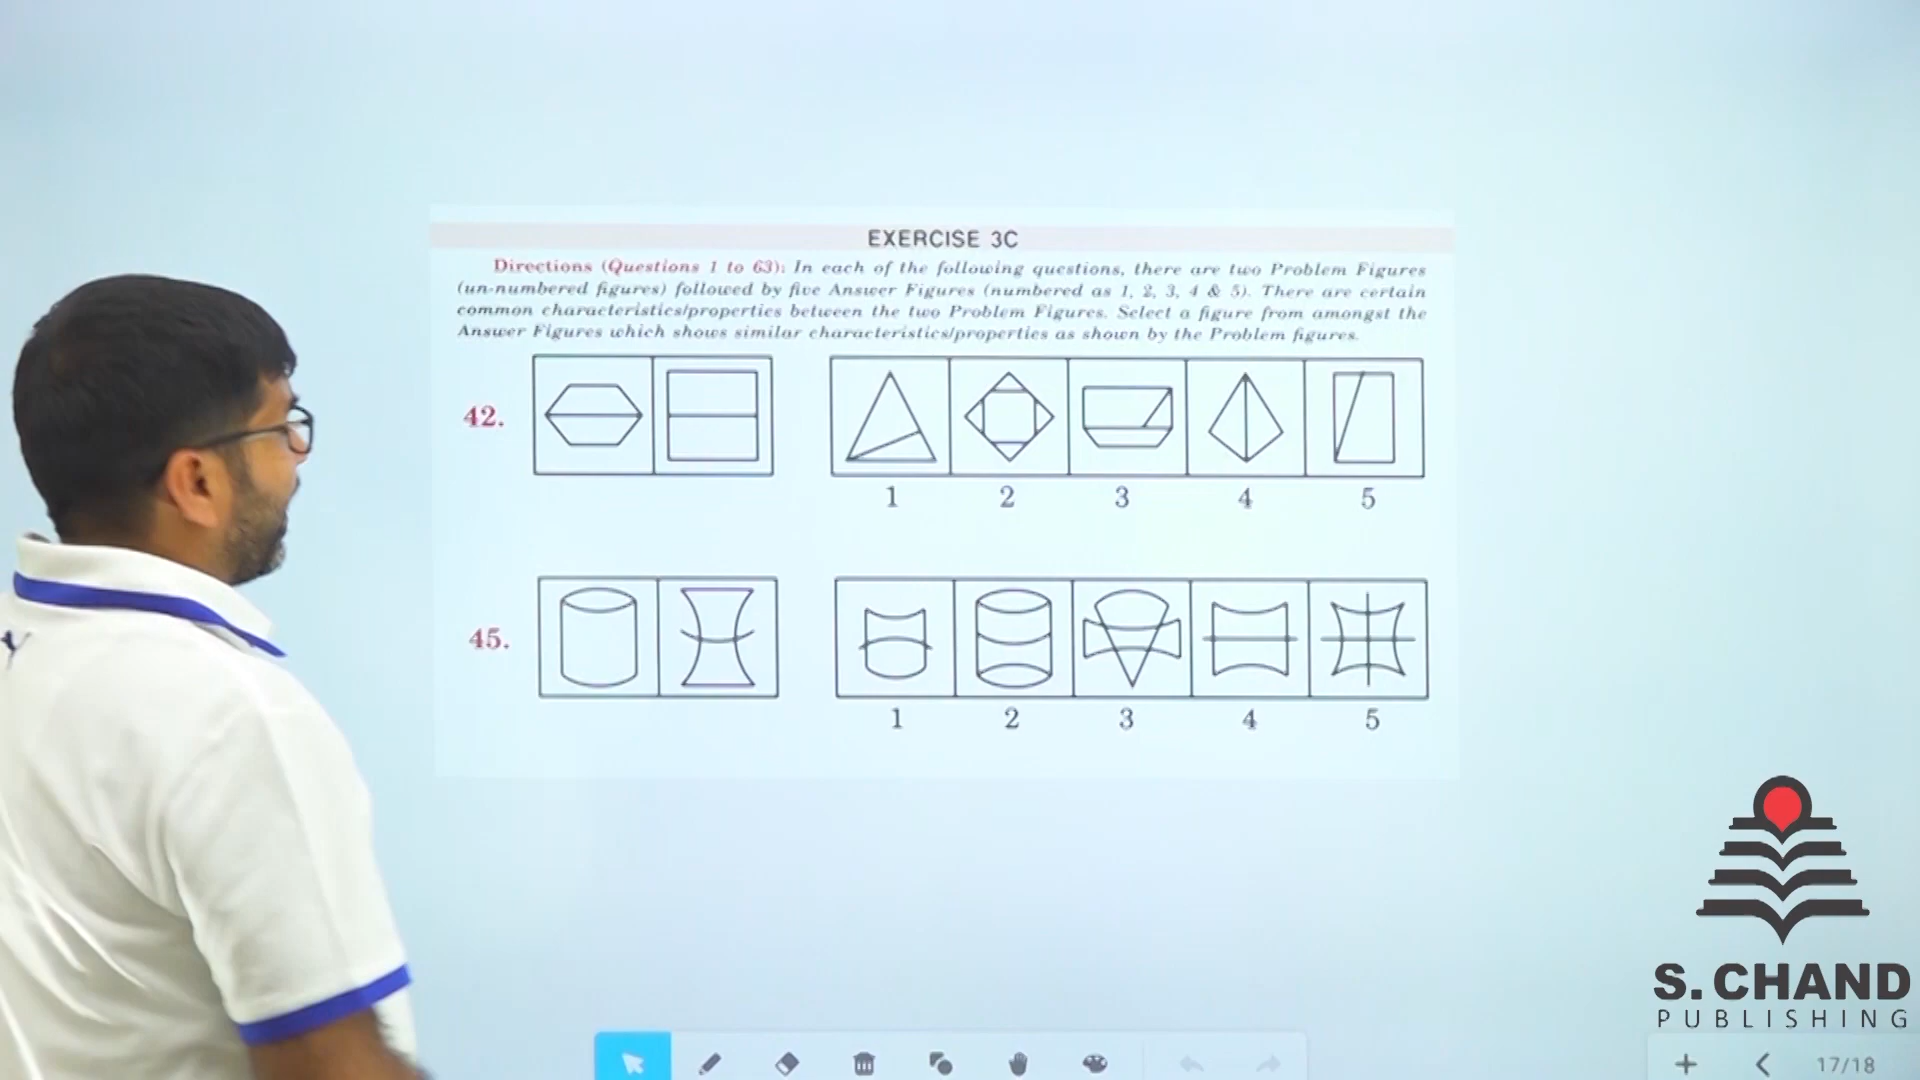 EXERCISE 3C
Directions (Questions 1 to 63): In each of the following questions, there are two Problem Figures
(un-numbered figures) followed by five Answer Figures (numbered as 1, 2, 3, 4 & 5). There are certain
common characteristics/properties between the two Problem Figures. Select a figure from amongst the
Answer Figures which shows similar characteristics/properties as shown by the Problem figures.
42.
1 2 3 4 5
45.
1 2 3 4 5
S. CHAND
PUBLISHING
17/18